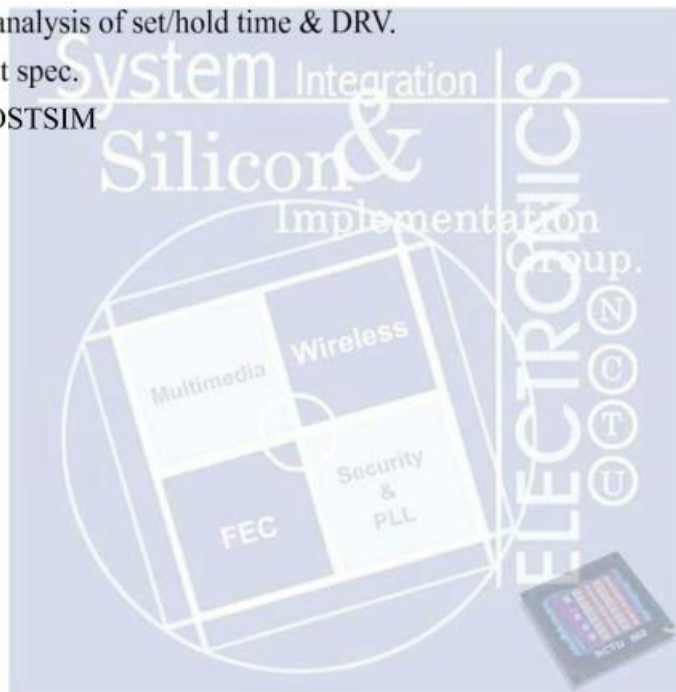 analysis of set/hold time & DRV.
t spec.
OSTSIM
System Integration
&
Silicon
Implementation
Group.
ELECTRONICS
N
C
T
U
Multimedia
Wireless
FEC
Security
&
PLL